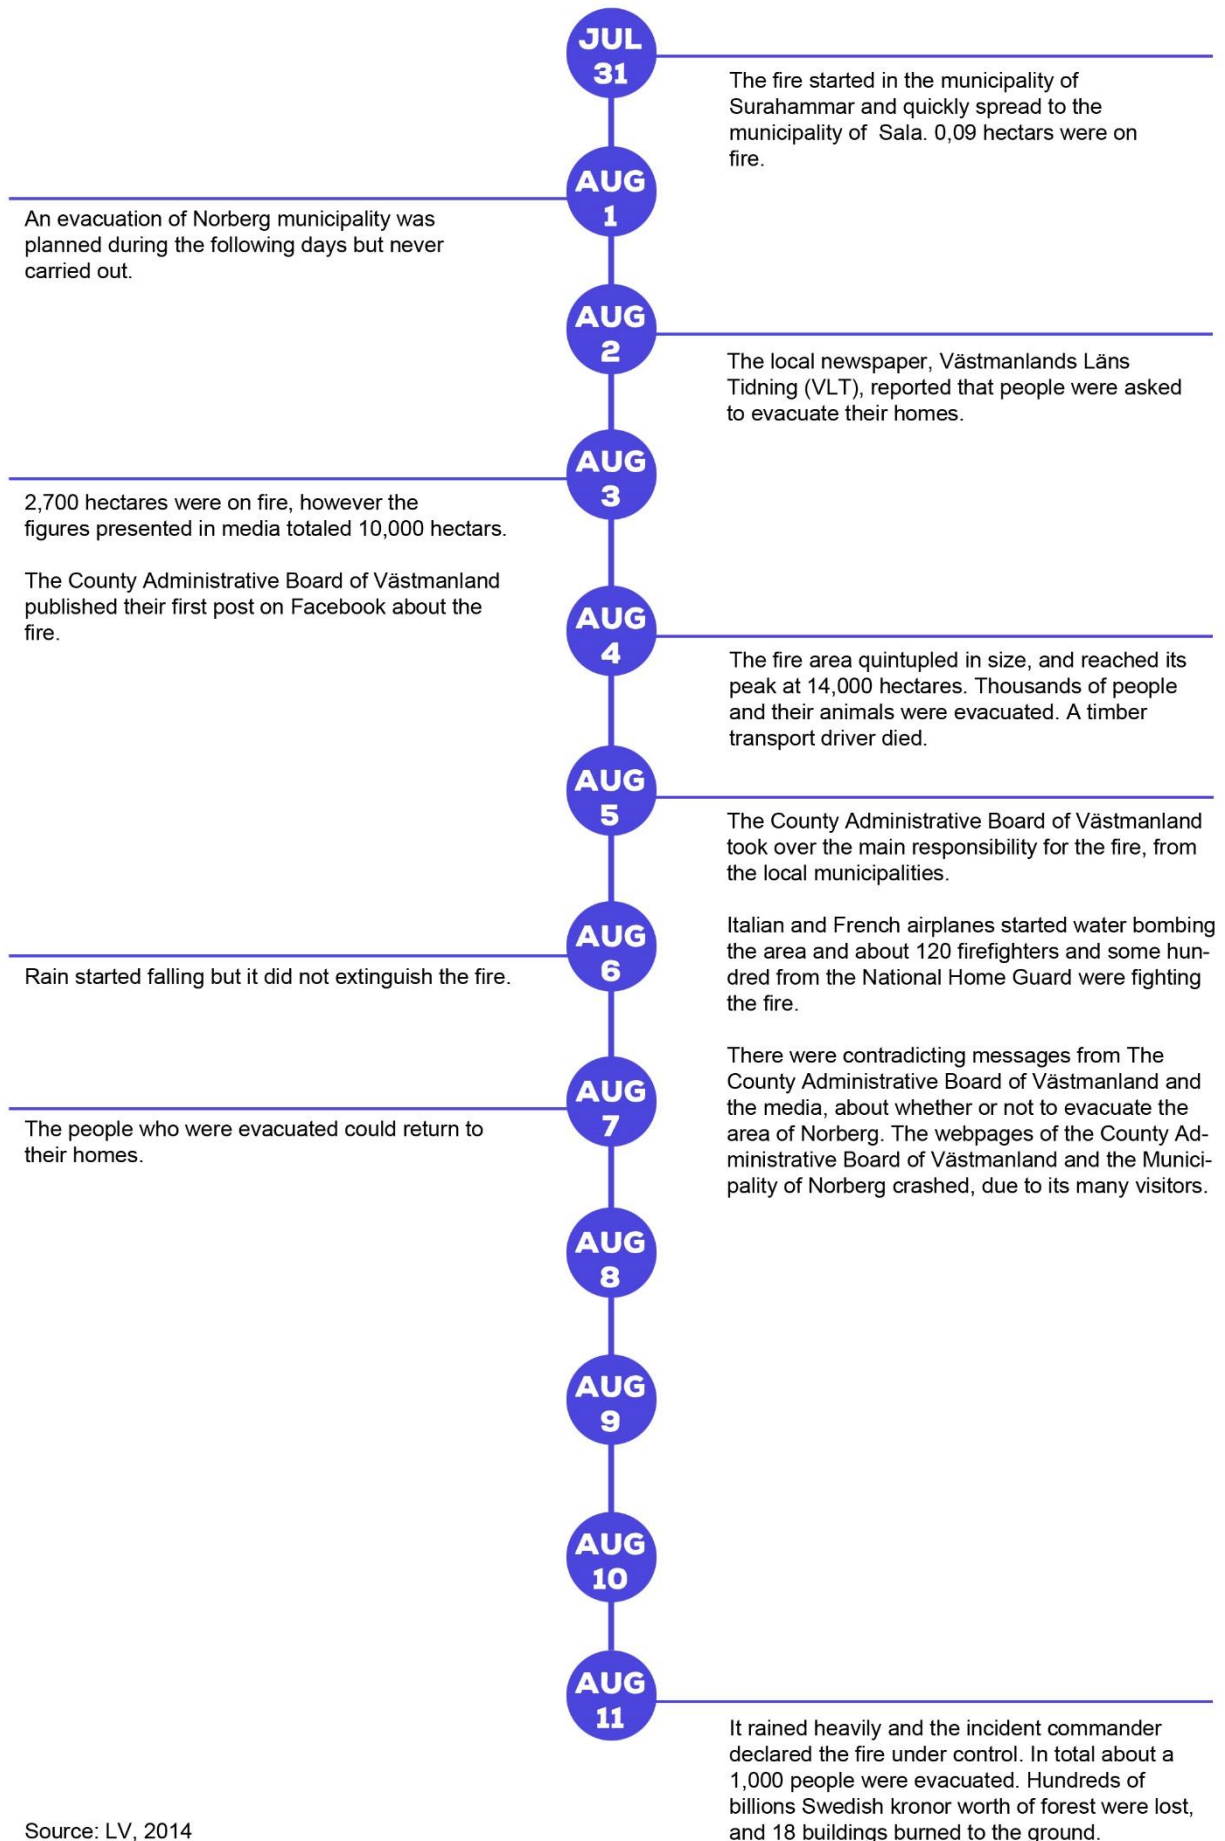 JUL
31
The fire started in the municipality of
Surahammar and quickly spread to the
municipality of  Sala. 0,09 hectars were on
fire.
AUG
1
An evacuation of Norberg municipality was
planned during the following days but never
carried out.
AUG
2
The local newspaper, Västmanlands Läns
Tidning (VLT), reported that people were asked
to evacuate their homes.
AUG
3
2,700 hectares were on fire, however the
figures presented in media totaled 10,000 hectars.
The County Administrative Board of Västmanland
published their first post on Facebook about the
fire.
AUG
4
The fire area quintupled in size, and reached its
peak at 14,000 hectares. Thousands of people
and their animals were evacuated. A timber
transport driver died.
AUG
5
The County Administrative Board of Västmanland
took over the main responsibility for the fire, from
the local municipalities.
Italian and French airplanes started water bombing
the area and about 120 firefighters and some hun-
dred from the National Home Guard were fighting
the fire.
There were contradicting messages from The
County Administrative Board of Västmanland and
the media, about whether or not to evacuate the
area of Norberg. The webpages of the County Ad-
ministrative Board of Västmanland and the Munici-
pality of Norberg crashed, due to its many visitors.
AUG
6
Rain started falling but it did not extinguish the fire.
AUG
7
The people who were evacuated could return to
their homes.
AUG
8
AUG
9
AUG
10
AUG
11
It rained heavily and the incident commander
declared the fire under control. In total about a
1,000 people were evacuated. Hundreds of
billions Swedish kronor worth of forest were lost,
and 18 buildings burned to the ground.
Source: LV, 2014